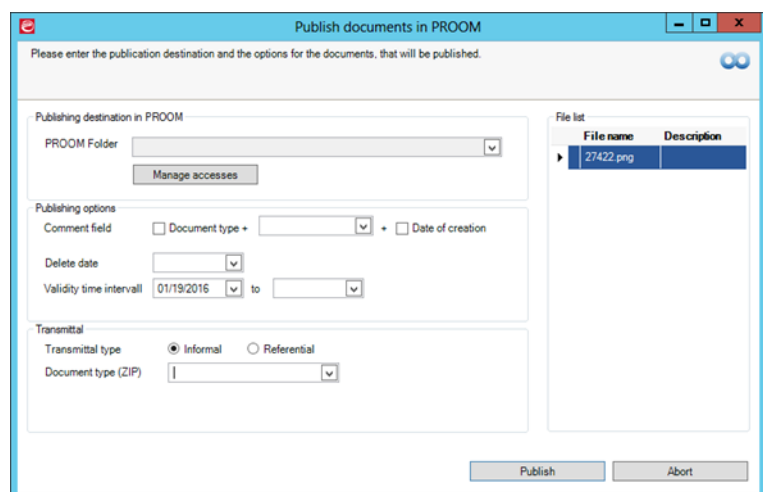 Publish documents in PROOM
Please enter the publication destination and the options for the documents, that will be published.
Publishing destination in PROOM
PROOM Folder
Manage accesses
Publishing options
Comment field Document type + + Date of creation
Delete date
Validity time intervall 01/19/2016 to
Transmittal
Transmittal type Informal Referential
Document type (ZIP)
File list
File name Description
27422.png
Publish Abort